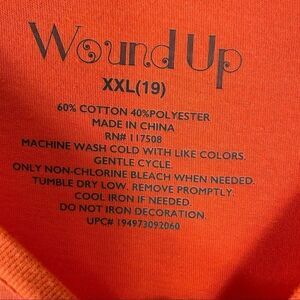 Wound Up
XXL(19)
60% COTTON 40%POLYESTER
MADE IN CHINA
RN# 117508
MACHINE WASH COLD WITH LIKE COLORS.
GENTLE CYCLE.
ONLY NON-CHLORINE BLEACH WHEN NEEDED.
TUMBLE DRY LOW. REMOVE PROMPTLY.
COOL IRON IF NEEDED.
DO NOT IRON DECORATION.
UPC# 194973092060